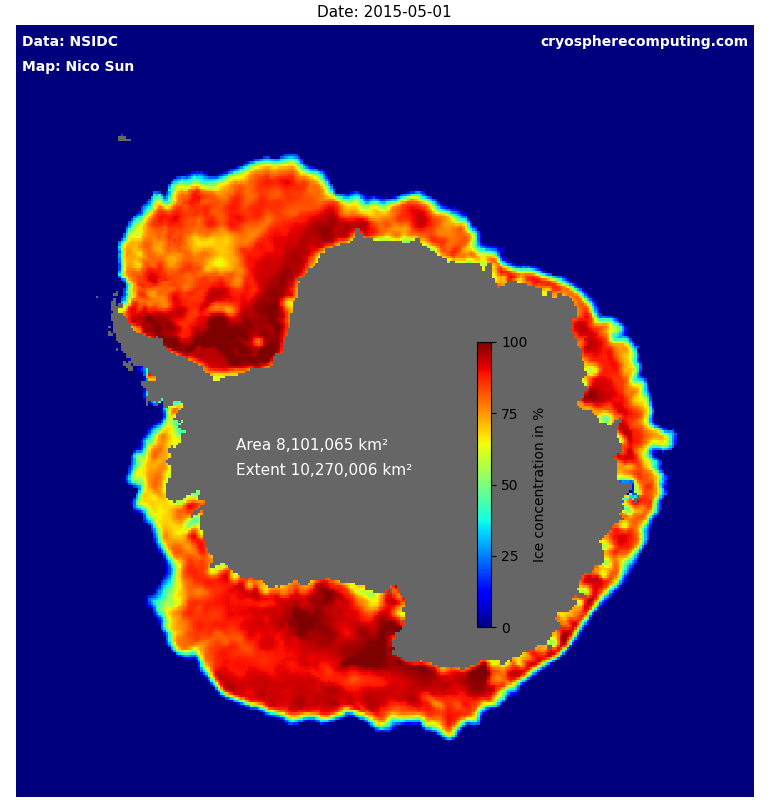 Date: 2015-05-01
Data: NSIDC
cryospherecomputing.com
Map: Nico Sun
100
75
50
25
0
Ice concentration in %
Area 8,101,065 km²
Extent 10,270,006 km²